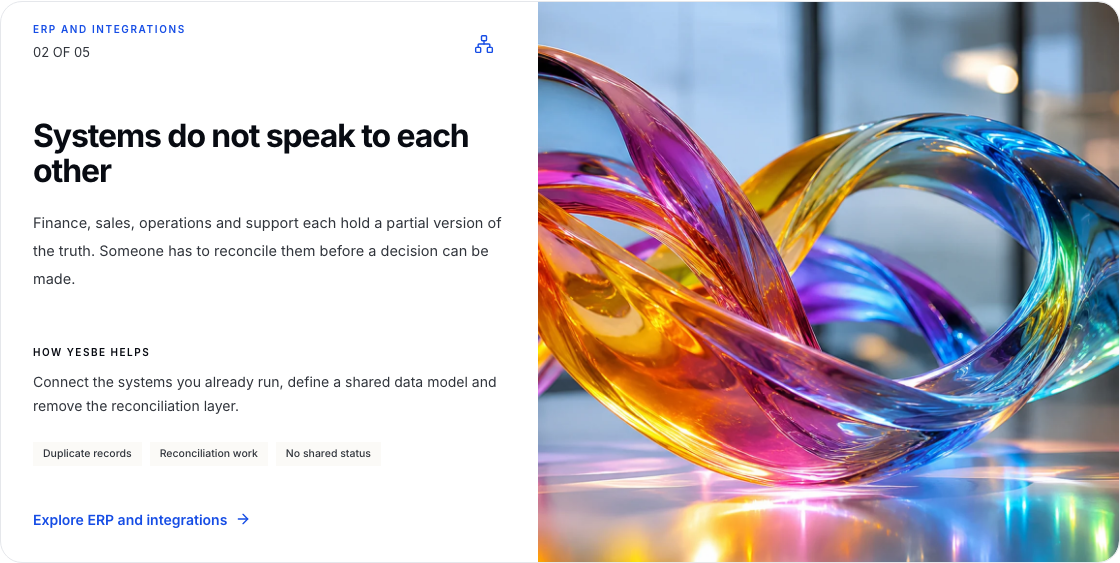 ERP AND INTEGRATIONS
02 OF 05
Systems do not speak to each
other
Finance, sales, operations and support each hold a partial version of
the truth. Someone has to reconcile them before a decision can be
made.
HOW YESBE HELPS
Connect the systems you already run, define a shared data model and
remove the reconciliation layer.
Duplicate records
Reconciliation work
No shared status
Explore ERP and integrations